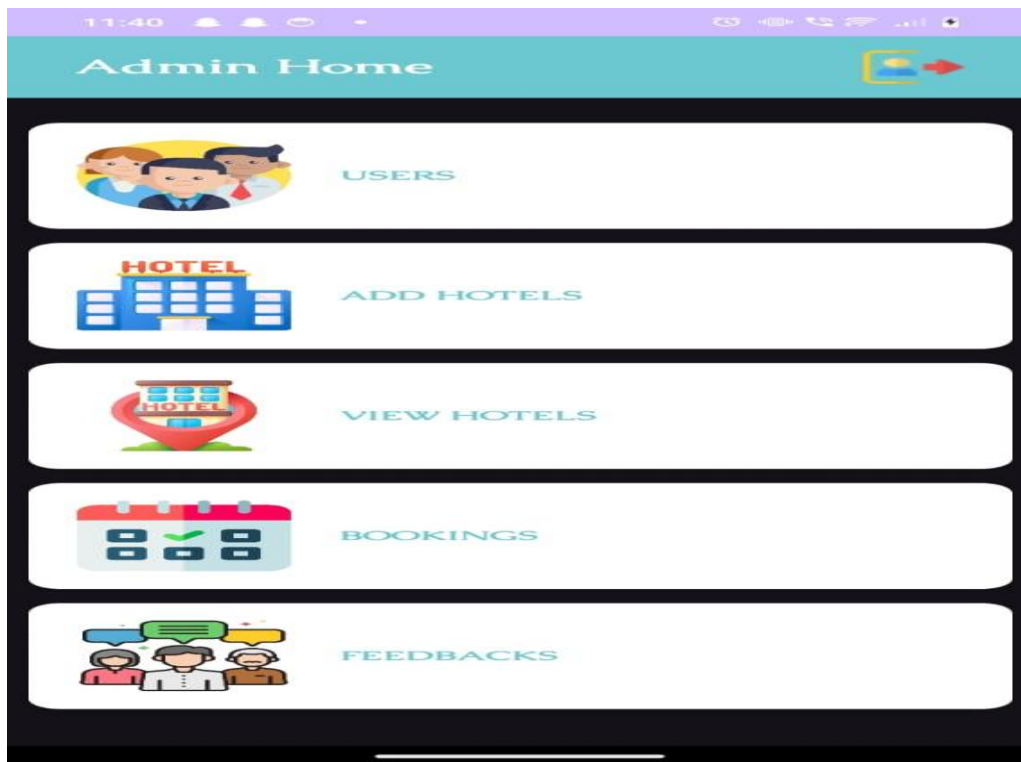 11:40
Admin Home
USERS
HOTEL
ADD HOTELS
HOTEL
VIEW HOTELS
BOOKINGS
FEEDBACKS